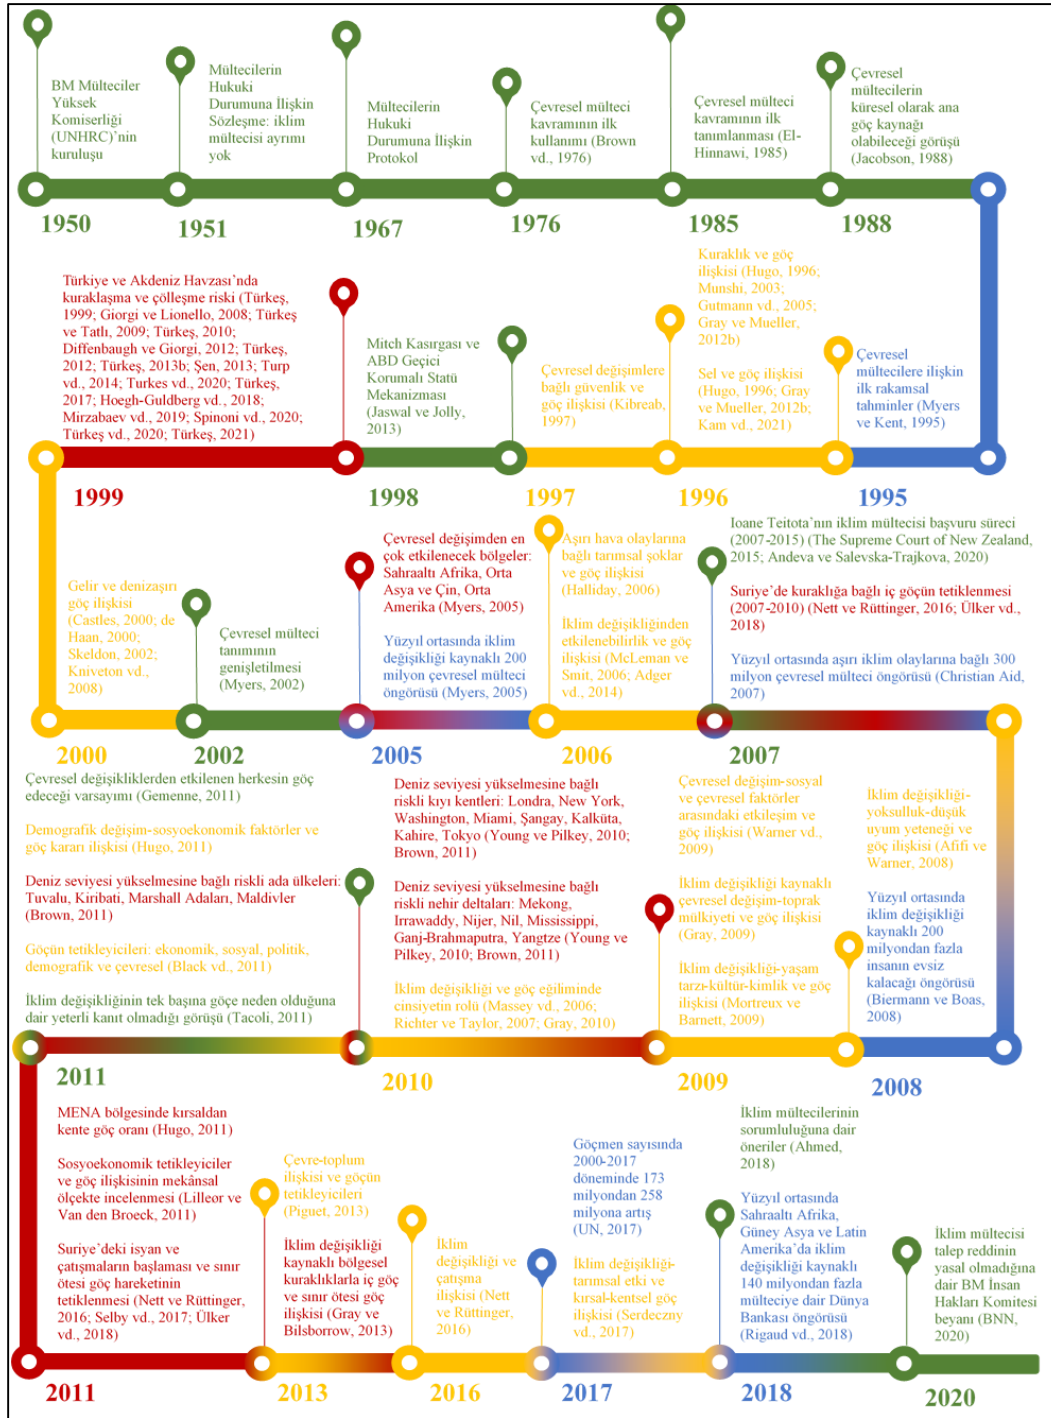 BM Mülteciler
Yüksek
Komiserliği
(UNHRC)'nin
kuruluşu
Mültecilerin
Hukuki
Durumuna İlişkin
Sözleşme: iklim
mültecisi ayrımı
yok
Mültecilerin
Hukuki
Durumuna İlişkin
Protokol
Çevresel mülteci
kavramının ilk
kullanımı (Brown
vd., 1976)
Çevresel mülteci
kavramının ilk
tanımlanması (El-
Hinnawi, 1985)
Çevresel
mültecilerin
küresel olarak ana
göç kaynağı
olabileceği görüşü
(Jacobson, 1988)
1950
1951
1967
1976
1985
1988
Türkiye ve Akdeniz Havzası'nda
kuraklaşma ve çölleşme riski (Türkeş,
1999; Giorgi ve Lionello, 2008; Türkeş
ve Tatlı, 2009; Türkeş, 2010;
Diffenbaugh ve Giorgi, 2012; Türkeş,
2012; Türkeş, 2013b; Şen, 2013; Turp
vd., 2014; Turkes vd., 2020; Türkeş,
2017; Hoegh-Guldberg vd., 2018;
Mirzabaev vd., 2019; Spinoni vd., 2020;
Türkeş vd., 2020; Türkeş, 2021)
Mitch Kasırgası ve
ABD Geçici
Korumalı Statü
Mekanizması
(Jaswal ve Jolly,
2013)
Çevresel değişimlere
bağlı güvenlik ve
göç ilişkisi (Kibreab,
1997)
Kuraklık ve göç
ilişkisi (Hugo, 1996;
Munshi, 2003;
Gutmann vd., 2005;
Gray ve Mueller,
2012b)
Sel ve göç ilişkisi
(Hugo, 1996; Gray
ve Mueller, 2012b;
Kam vd., 2021)
Çevresel
mültecilere ilişkin
ilk rakamsal
tahminler (Myers
ve Kent, 1995)
1999
1998
1997
1996
1995
Gelir ve denizaşırı
göç ilişkisi
(Castles, 2000; de
Haan, 2000;
Skeldon, 2002;
Kniveton vd.,
2008)
Çevresel mülteci
tanımının
genişletilmesi
(Myers, 2002)
Çevresel değişimden en
çok etkilenecek bölgeler:
Sahraaltı Afrika, Orta
Asya ve Çin, Orta
Amerika (Myers, 2005)
Yüzyıl ortasında iklim
değişikliği kaynaklı 200
milyon çevresel mülteci
öngörüsü (Myers, 2005)
Aşırı hava olaylarına
bağlı tarımsal şoklar
ve göç ilişkisi
(Halliday, 2006)
İklim değişikliğinden
etkilenebilirlik ve göç
ilişkisi (McLeman ve
Smit, 2006; Adger
vd., 2014)
Ioane Teitota'nın iklim mültecisi başvuru süreci
(2007-2015) (The Supreme Court of New Zealand,
2015; Andeva ve Salevska-Trajkova, 2020)
Suriye'de kuraklığa bağlı iç göçün tetiklenmesi
(2007-2010) (Nett ve Rüttinger, 2016; Ülker vd.,
2018)
Yüzyıl ortasında aşırı iklim olaylarına bağlı 300
milyon çevresel mülteci öngörüsü (Christian Aid,
2007)
2000
2002
2005
2006
2007
Çevresel değişikliklerden etkilenen herkesin göç
edeceği varsayımı (Gemenne, 2011)
Demografik değişim-sosyoekonomik faktörler ve
göç kararı ilişkisi (Hugo, 2011)
Deniz seviyesi yükselmesine bağlı riskli ada ülkeleri:
Tuvalu, Kiribati, Marshall Adaları, Maldivler
(Brown, 2011)
Göçün tetikleyicileri: ekonomik, sosyal, politik,
demografik ve çevresel (Black vd., 2011)
İklim değişikliğinin tek başına göçe neden olduğuna
dair yeterli kanıt olmadığı görüşü (Tacoli, 2011)
Deniz seviyesi yükselmesine bağlı
riskli kıyı kentleri: Londra, New York,
Washington, Miami, Şangay, Kalküta,
Kahire, Tokyo (Young ve Pilkey, 2010;
Brown, 2011)
Deniz seviyesi yükselmesine bağlı
riskli nehir deltaları: Mekong,
Irrawaddy, Nijer, Nil, Mississippi,
Ganj-Brahmaputra, Yangtze (Young ve
Pilkey, 2010; Brown, 2011)
İklim değişikliği ve göç eğiliminde
cinsiyetin rolü (Massey vd., 2006;
Richter ve Taylor, 2007; Gray, 2010)
Çevresel değişim-sosyal
ve çevresel faktörler
arasındaki etkileşim ve
göç ilişkisi (Warner vd.,
2009)
İklim değişikliği kaynaklı
çevresel değişim-toprak
mülkiyeti ve göç ilişkisi
(Gray, 2009)
İklim değişikliği-yaşam
tarzı-kültür-kimlik ve göç
ilişkisi (Mortreux ve
Barnett, 2009)
İklim değişikliği-
yoksulluk-düşük
uyum yeteneği ve
göç ilişkisi (Afifi ve
Warner, 2008)
Yüzyıl ortasında
iklim değişikliği
kaynaklı 200
milyondan fazla
insanın evsiz
kalacağı öngörüsü
(Biermann ve Boas,
2008)
2011
2010
2009
2008
MENA bölgesinde kırsaldan
kente göç oranı (Hugo, 2011)
Sosyoekonomik tetikleyiciler
ve göç ilişkisinin mekânsal
ölçekte incelenmesi (Lilleør ve
Van den Broeck, 2011)
Suriye'deki isyan ve
çatışmaların başlaması ve sınır
ötesi göç hareketinin
tetiklenmesi (Nett ve Rüttinger,
2016; Selby vd., 2017; Ülker
vd., 2018)
Çevre-toplum
ilişkisi ve göçün
tetikleyicileri
(Piguet, 2013)
İklim değişikliği
kaynaklı bölgesel
kuraklıklarla iç göç
ve sınır ötesi göç
ilişkisi (Gray ve
Bilsborrow, 2013)
İklim
değişikliği ve
çatışma
ilişkisi (Nett
ve Rüttinger,
2016)
Göçmen sayısında
2000-2017
döneminde 173
milyondan 258
milyona artış
(UN, 2017)
İklim değişikliği-
tarımsal etki ve
kırsal-kentsel göç
ilişkisi (Serdeczny
vd., 2017)
İklim
mültecilerinin
sorumluluğuna dair
öneriler (Ahmed,
2018)
Yüzyıl ortasında
Sahraaltı Afrika,
Güney Asya ve Latin
Amerika'da iklim
değişikliği kaynaklı
140 milyondan fazla
mülteciye dair Dünya
Bankası öngörüsü
(Rigaud vd., 2018)
İklim mültecisi
talep reddinin
yasal olmadığına
dair BM İnsan
Hakları Komitesi
beyanı (BNN,
2020)
2011
2013
2016
2017
2018
2020